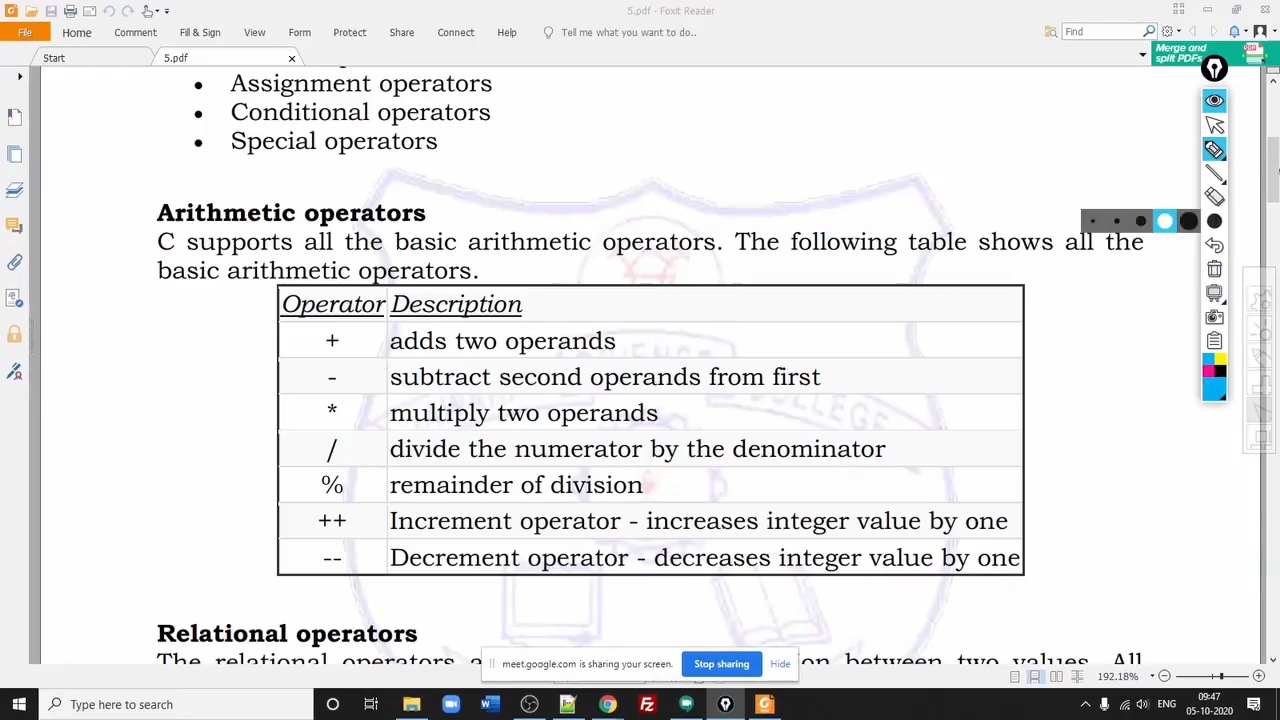 5.pdf - Foxit Reader
File Home Comment Fill & Sign View Form Protect Share Connect Help Tell me what you want to do.. Find
Start 5.pdf
Merge and
split PDFs
• Assignment operators
• Conditional operators
• Special operators
Arithmetic operators
C supports all the basic arithmetic operators. The following table shows all the
basic arithmetic operators.
Operator Description
+ adds two operands
- subtract second operands from first
* multiply two operands
/ divide the numerator by the denominator
% remainder of division
++ Increment operator - increases integer value by one
-- Decrement operator - decreases integer value by one
Relational operators
meet.google.com is sharing your screen. Stop sharing Hide
192.18%
Type here to search
ENG
09:47
05-10-2020